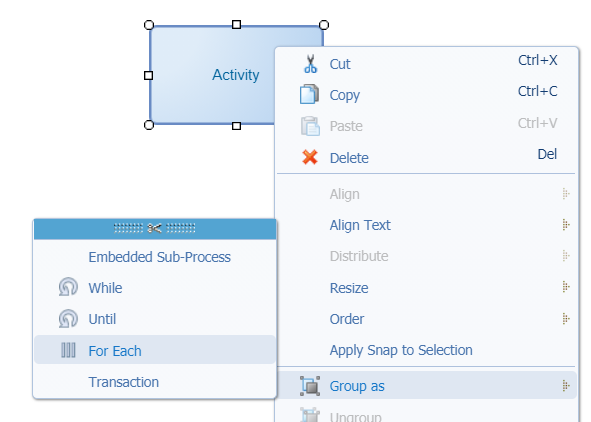 Activity
Cut Ctrl+X
Copy Ctrl+C
Paste Ctrl+V
Delete Del
Align
Align Text
Distribute
Resize
Order
Apply Snap to Selection
Group as
Ungroup
Embedded Sub-Process
While
Until
For Each
Transaction